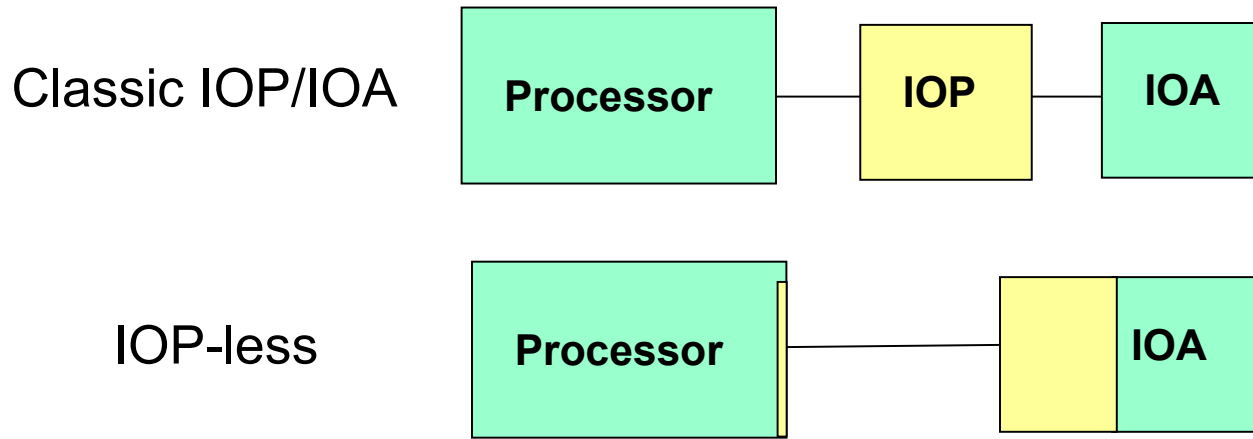 Classic IOP/IOA
Processor
IOP
IOA
IOP-less
Processor
IOA